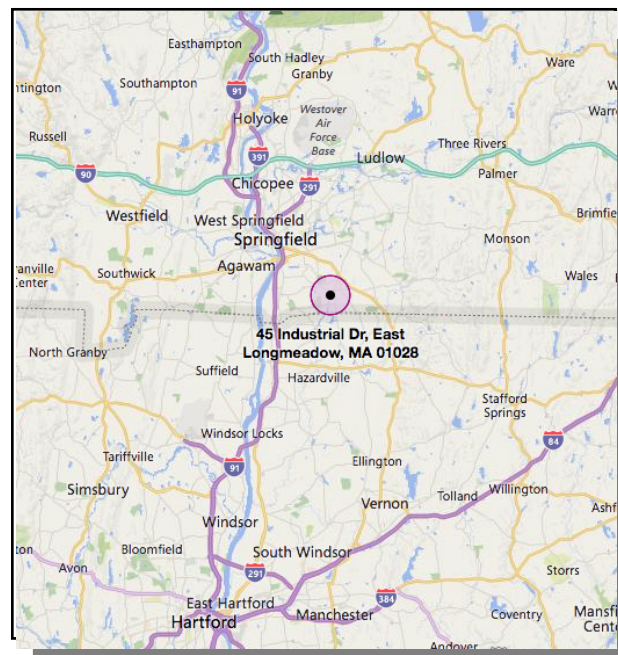 Easthampton
South Hadley
Granby
Ware
Southampton
91
Westover
Air
Force
Base
Holyoke
Russell
Three Rivers
391
Ludlow
90
Palmer
Chicopee
291
Westfield
West Springfield
Springfield
Monson
Agawam
Southwick
Wales
Center
45 Industrial Dr, East
Longmeadow, MA 01028
North Granby
Suffield
Hazardville
Stafford
Springs
Windsor Locks
84
Tariffville
91
Ellington
Simsbury
Tolland
Willington
Vernon
Windsor
Bloomfield
South Windsor
Avon
291
Storrs
East Hartford
384
Hartford
Manchester
Coventry
Andover